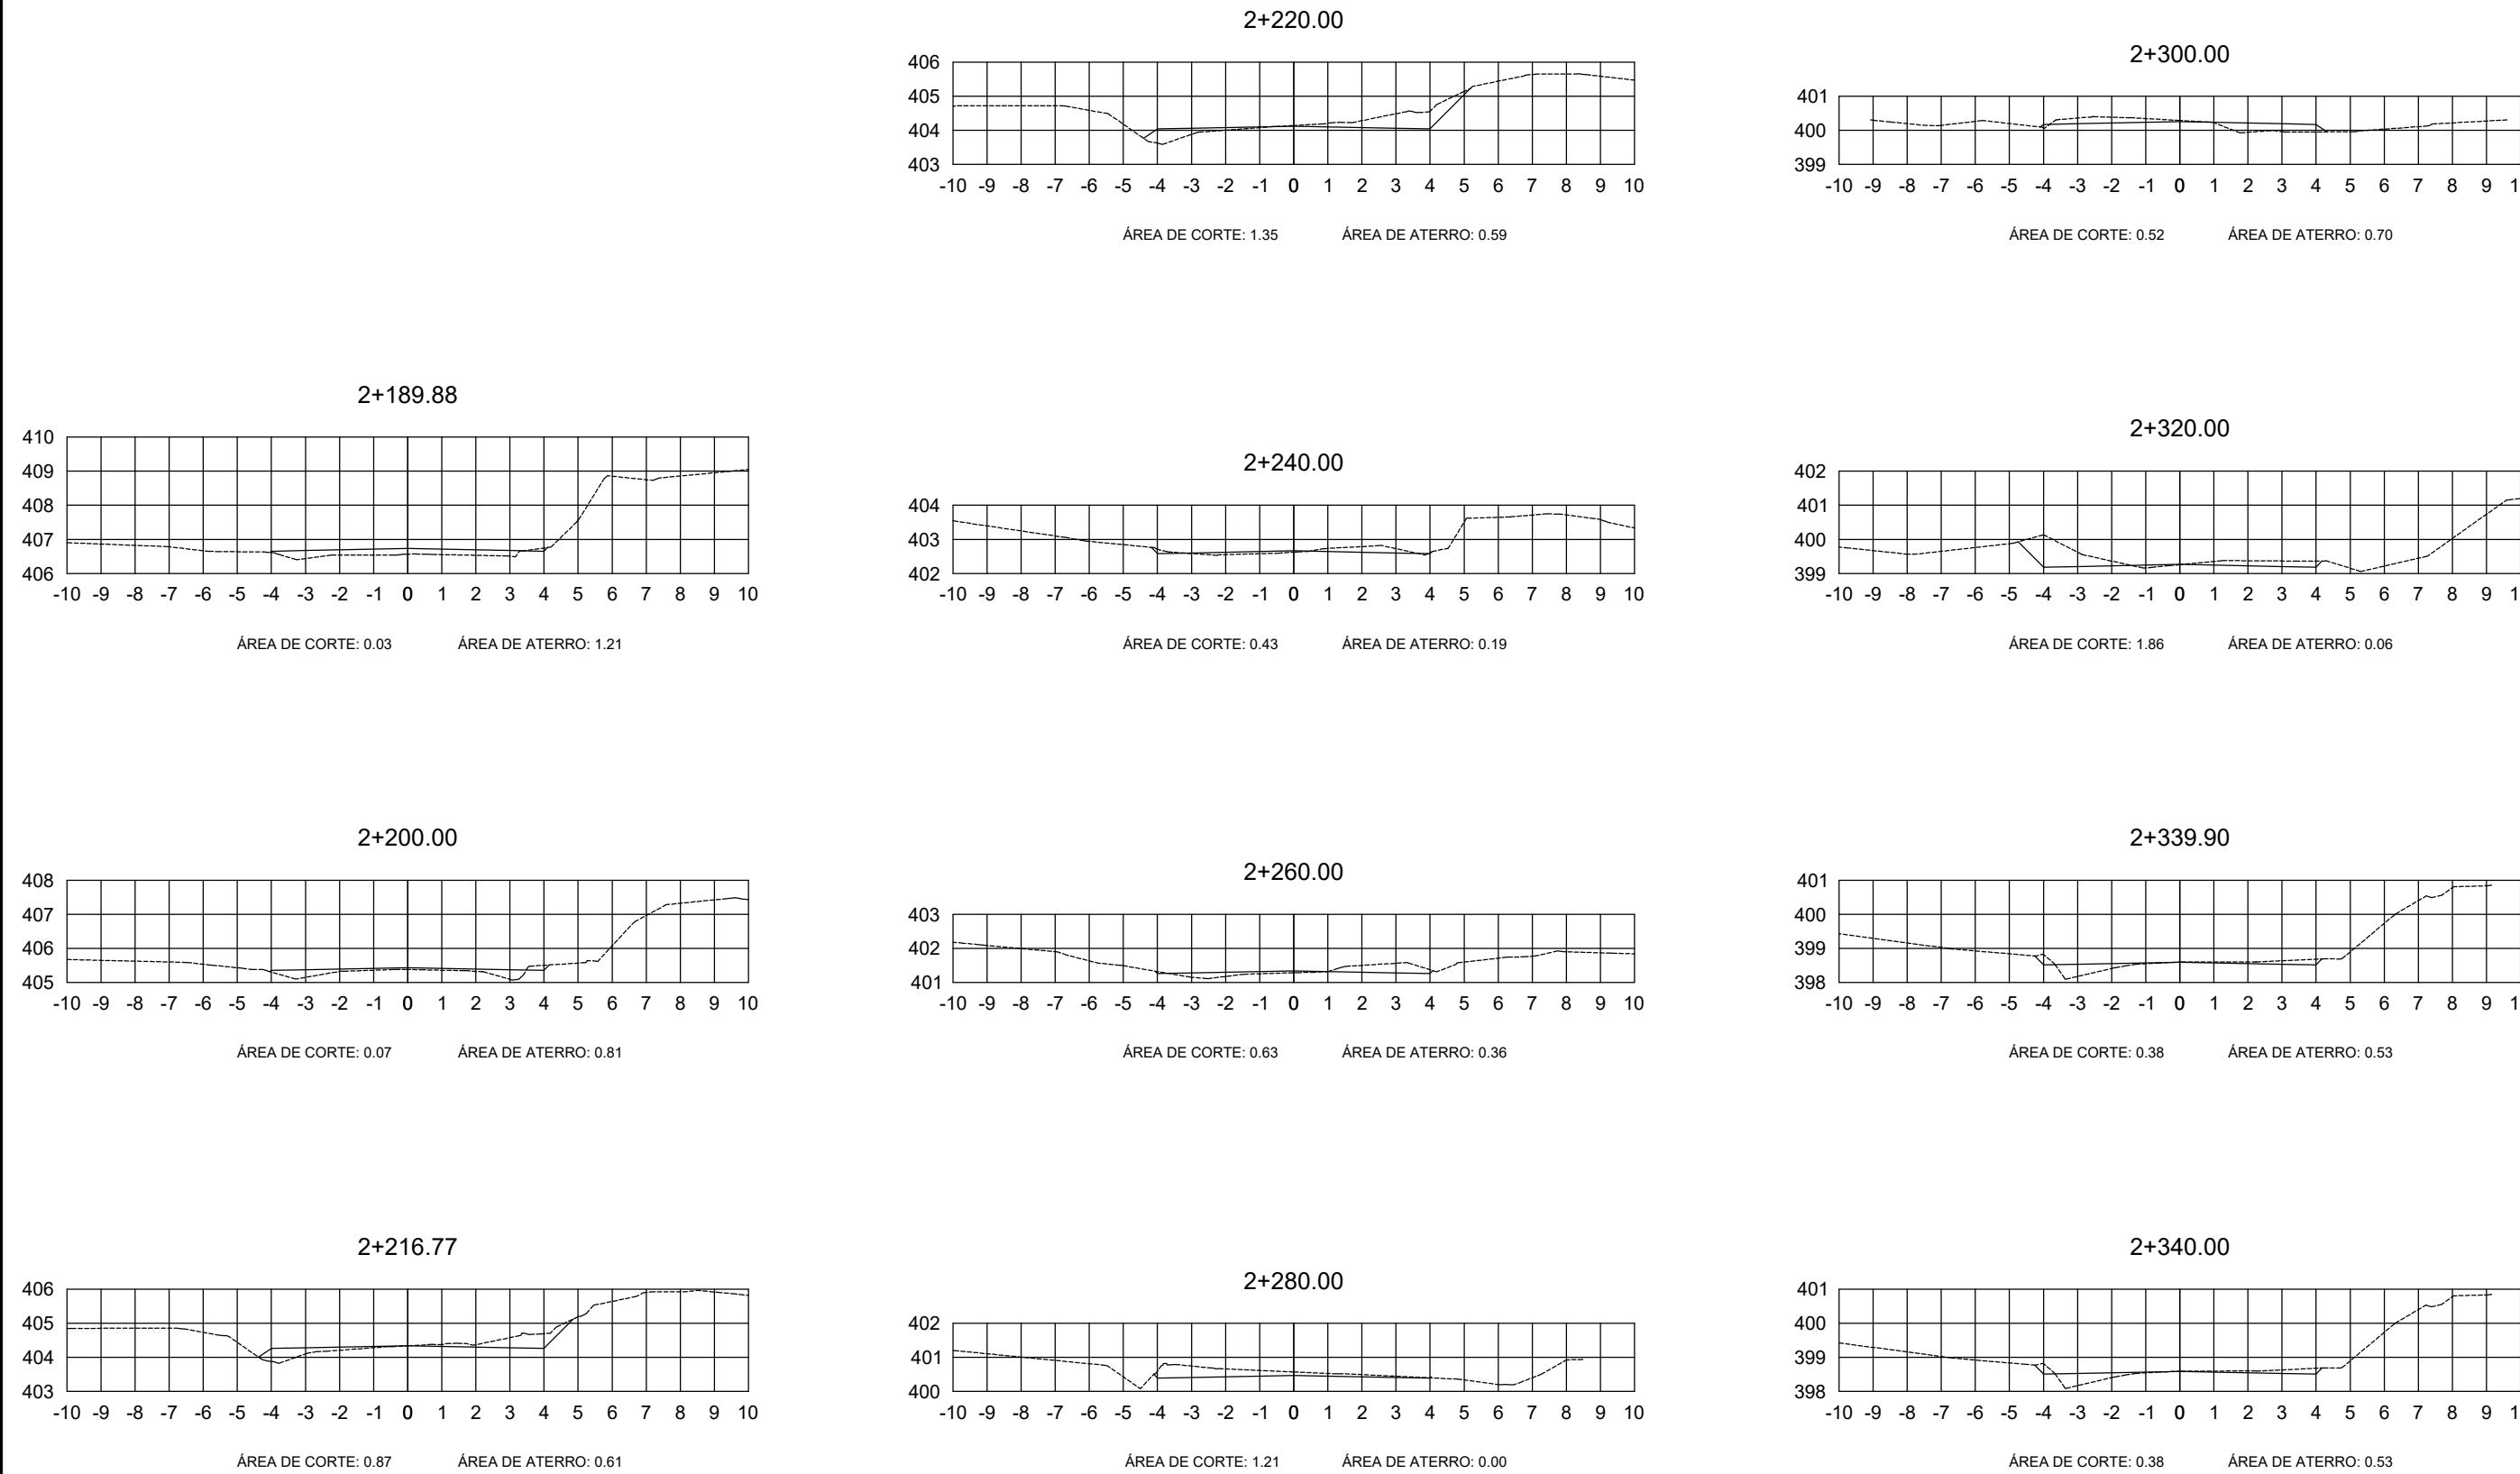 2+189.88
410
409
408
407
406
-10 -9 -8 -7 -6 -5 -4 -3 -2 -1 0 1 2 3 4 5 6 7 8 9 10
ÁREA DE CORTE: 0.03 ÁREA DE ATERRO: 1.21
2+200.00
408
407
406
405
-10 -9 -8 -7 -6 -5 -4 -3 -2 -1 0 1 2 3 4 5 6 7 8 9 10
ÁREA DE CORTE: 0.07 ÁREA DE ATERRO: 0.81
2+216.77
406
405
404
403
-10 -9 -8 -7 -6 -5 -4 -3 -2 -1 0 1 2 3 4 5 6 7 8 9 10
ÁREA DE CORTE: 0.87 ÁREA DE ATERRO: 0.61
2+220.00
406
405
404
403
-10 -9 -8 -7 -6 -5 -4 -3 -2 -1 0 1 2 3 4 5 6 7 8 9 10
ÁREA DE CORTE: 1.35 ÁREA DE ATERRO: 0.59
2+240.00
404
403
402
-10 -9 -8 -7 -6 -5 -4 -3 -2 -1 0 1 2 3 4 5 6 7 8 9 10
ÁREA DE CORTE: 0.43 ÁREA DE ATERRO: 0.19
2+260.00
403
402
401
-10 -9 -8 -7 -6 -5 -4 -3 -2 -1 0 1 2 3 4 5 6 7 8 9 10
ÁREA DE CORTE: 0.63 ÁREA DE ATERRO: 0.36
2+280.00
402
401
400
-10 -9 -8 -7 -6 -5 -4 -3 -2 -1 0 1 2 3 4 5 6 7 8 9 10
ÁREA DE CORTE: 1.21 ÁREA DE ATERRO: 0.00
2+300.00
401
400
399
-10 -9 -8 -7 -6 -5 -4 -3 -2 -1 0 1 2 3 4 5 6 7 8 9 1
ÁREA DE CORTE: 0.52 ÁREA DE ATERRO: 0.70
2+320.00
402
401
400
399
-10 -9 -8 -7 -6 -5 -4 -3 -2 -1 0 1 2 3 4 5 6 7 8 9 1
ÁREA DE CORTE: 1.86 ÁREA DE ATERRO: 0.06
2+339.90
401
400
399
398
-10 -9 -8 -7 -6 -5 -4 -3 -2 -1 0 1 2 3 4 5 6 7 8 9 1
ÁREA DE CORTE: 0.38 ÁREA DE ATERRO: 0.53
2+340.00
401
400
399
398
-10 -9 -8 -7 -6 -5 -4 -3 -2 -1 0 1 2 3 4 5 6 7 8 9 1
ÁREA DE CORTE: 0.38 ÁREA DE ATERRO: 0.53